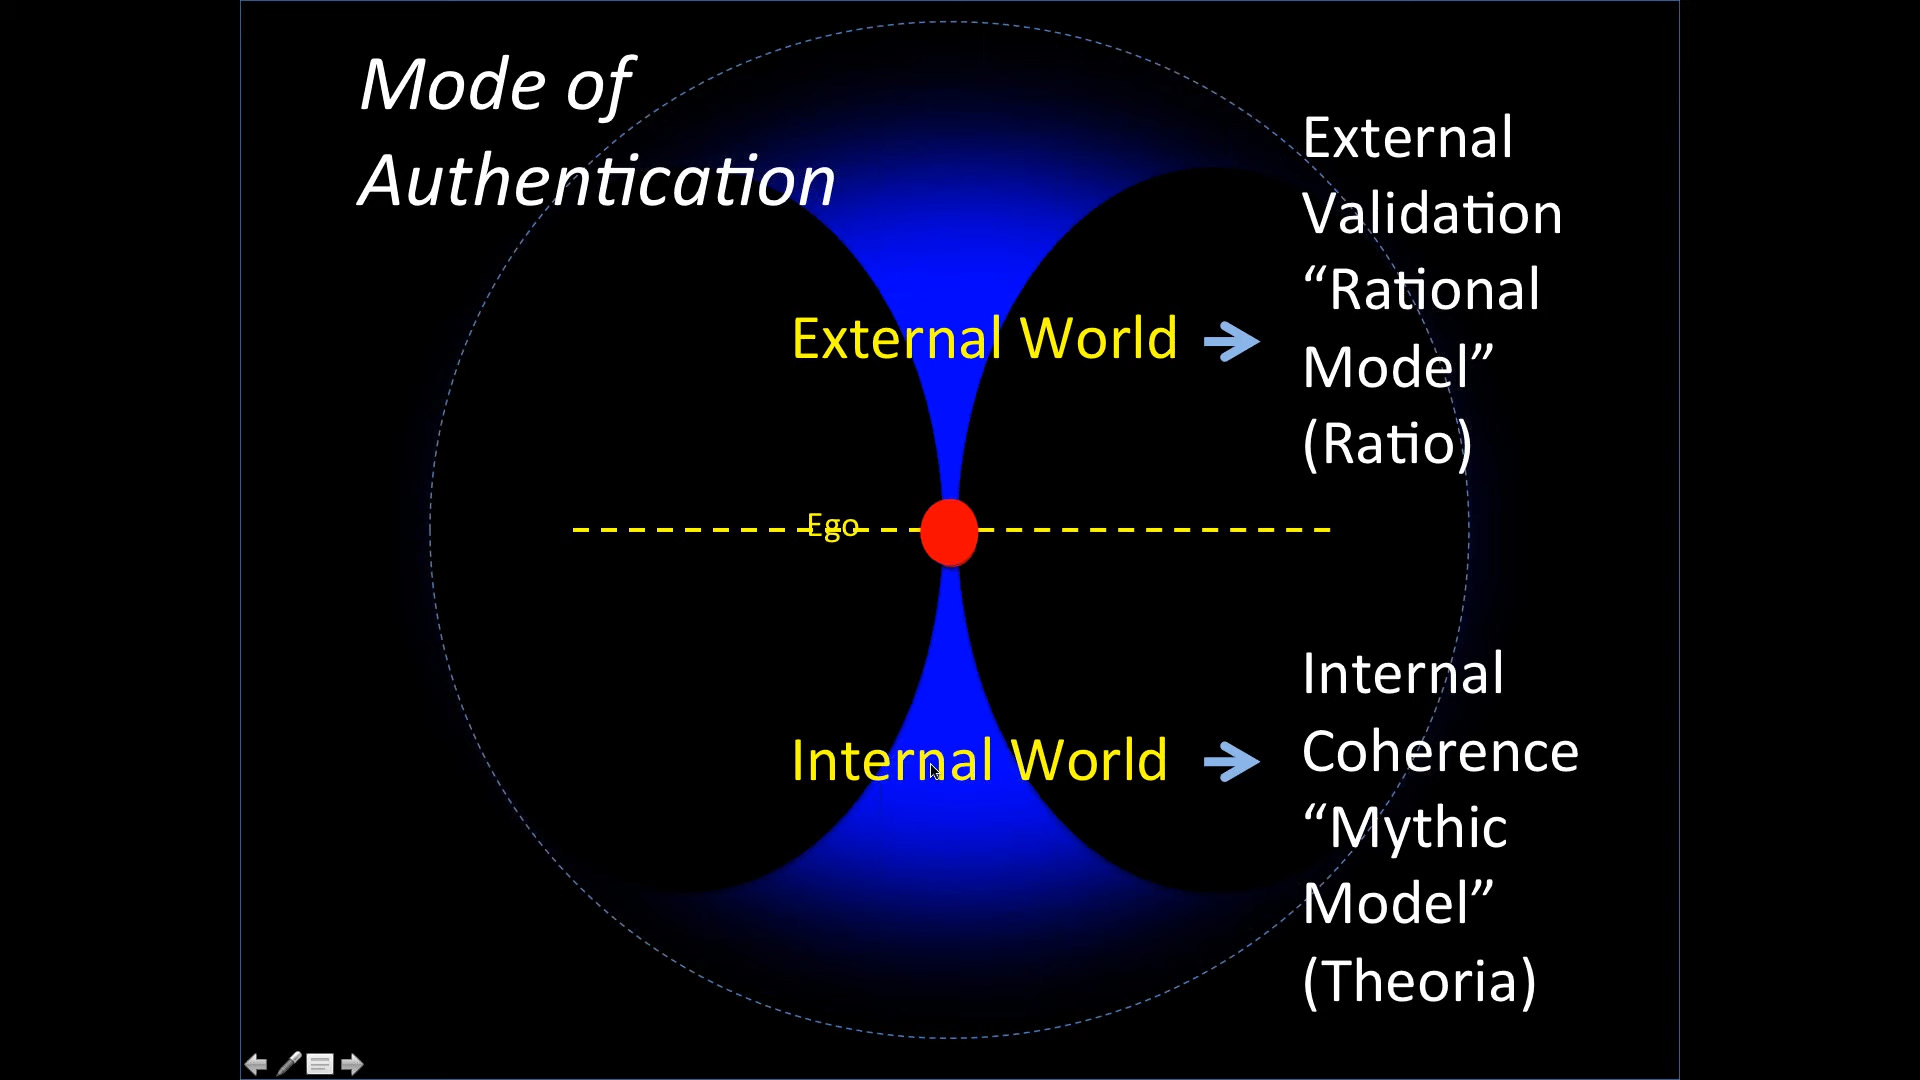 Mode of
Authentication
External
Validation
“Rational
Model”
(Ratio)
External World
Ego
Internal World
Internal
Coherence
“Mythic
Model”
(Theoria)